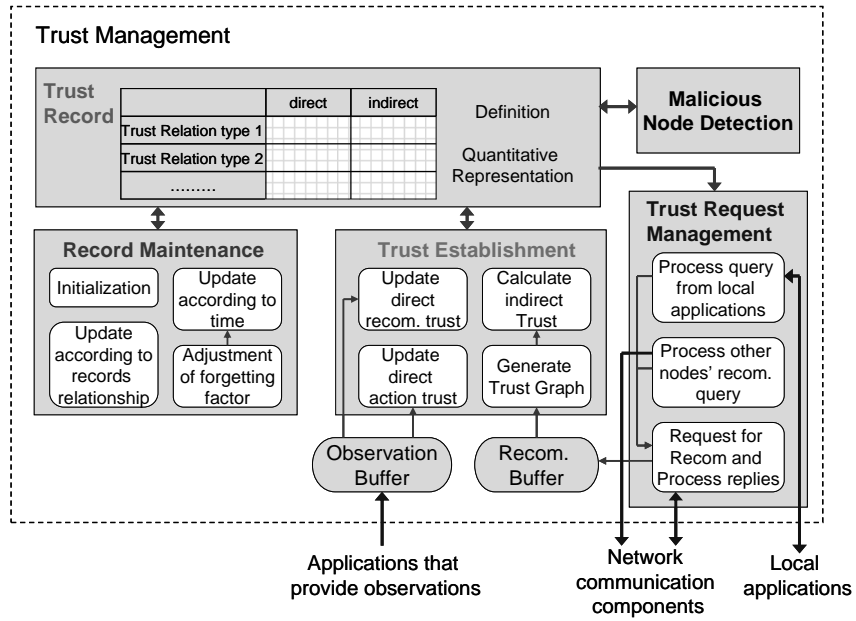 Trust Management
Trust
Record
direct
indirect
Trust Relation type 1
Trust Relation type 2
.........
Definition
Quantitative
Representation
Malicious
Node Detection
Record Maintenance
Initialization
Update
according to
time
Update
according to
records
relationship
Adjustment
of forgetting
factor
Trust Establishment
Update
direct
recom. trust
Calculate
indirect
Trust
Update
direct
action trust
Generate
Trust Graph
Trust Request
Management
Process query
from local
applications
Process other
nodes' recom.
query
Request for
Recom and
Process replies
Observation
Buffer
Recom.
Buffer
Applications that
provide observations
Network
communication
components
Local
applications